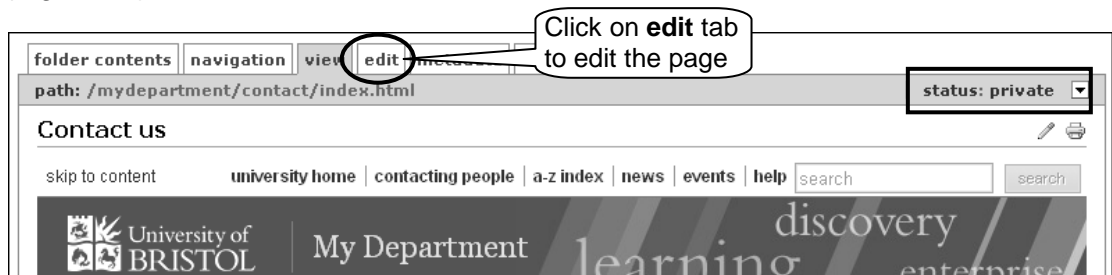 Click on edit tab
to edit the page
folder contents navigation view edit
path: /mydepartment/contact/index.html status: private
Contact us
skip to content university home | contacting people | a-z index | news | events | help search search
University of
BRISTOL
My Department
learning
discovery
enterprise